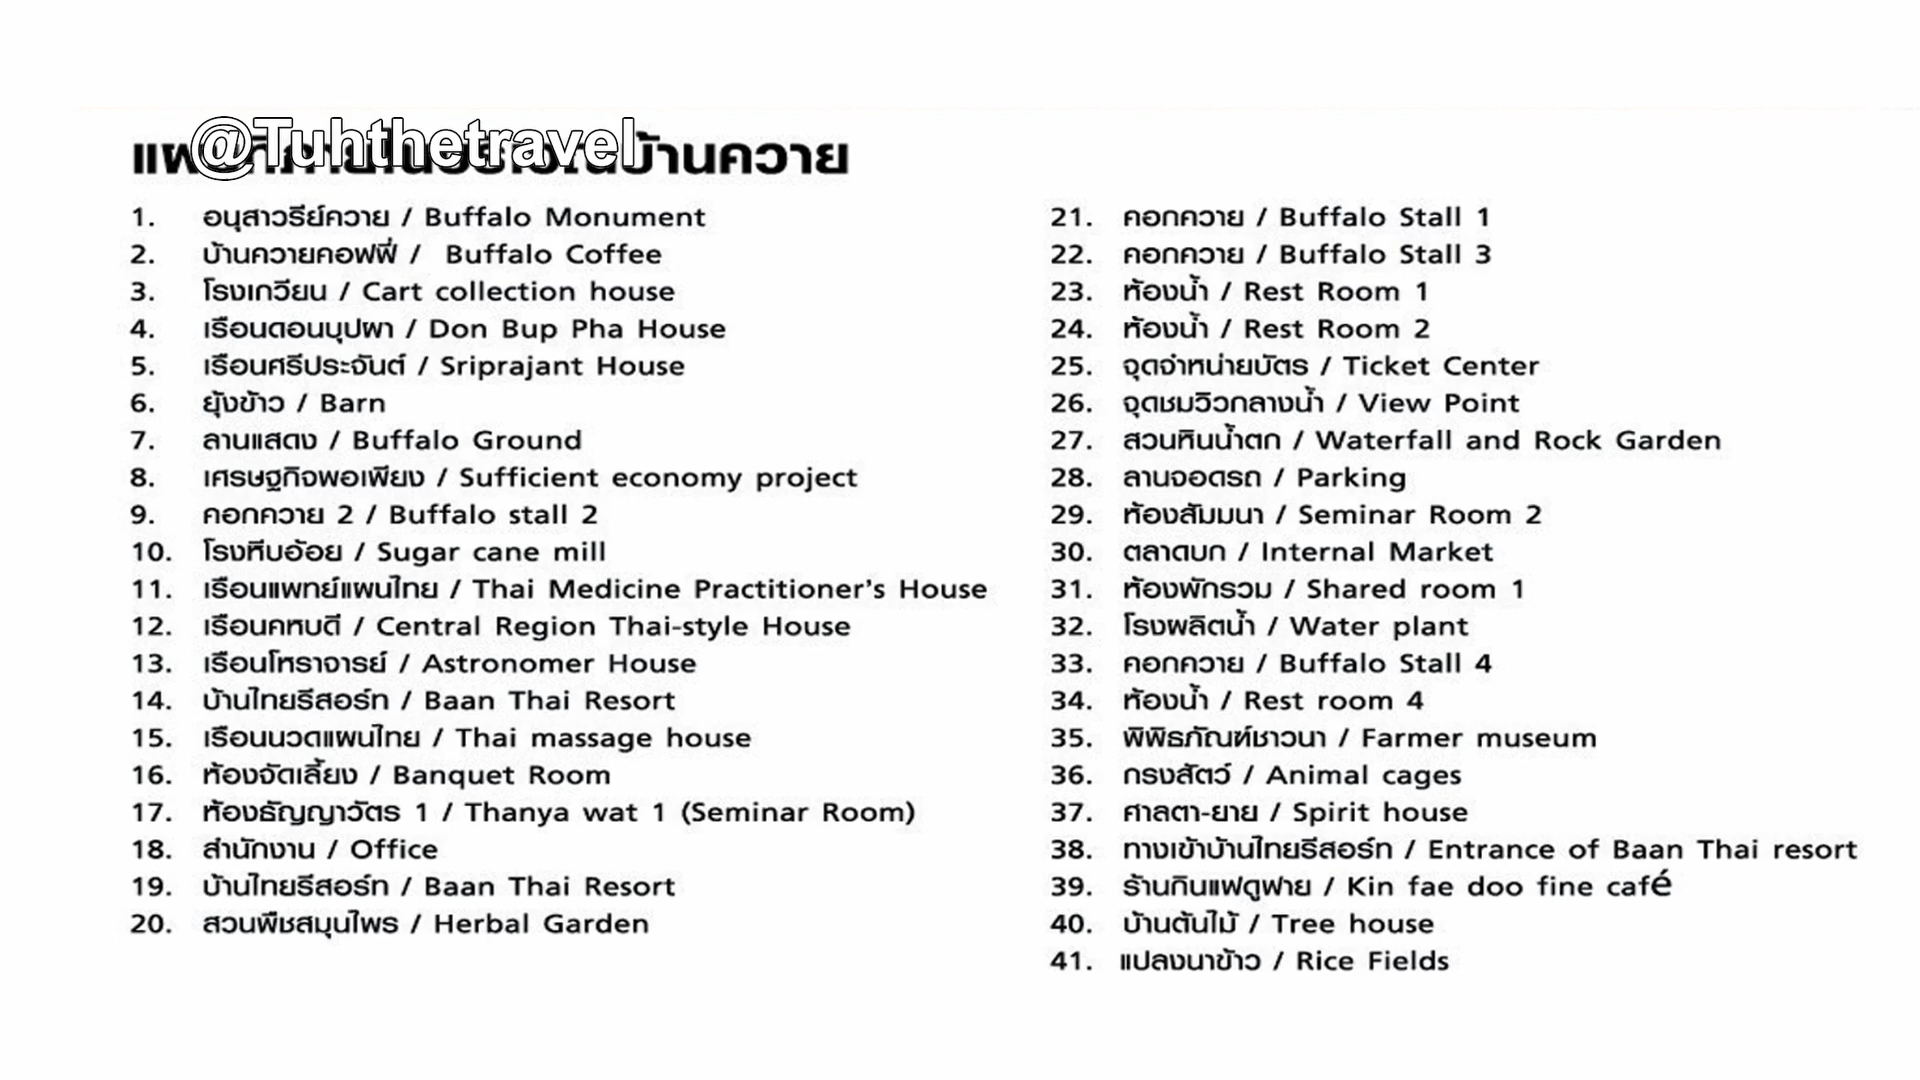 @Tuhthetravel
บ้านควาย
1. อนุสาวรีย์ควาย / Buffalo Monument
2. บ้านควายคอฟฟี่ / Buffalo Coffee
3. โรงเกวียน / Cart collection house
4. เรือนดอนบุปผา / Don Bup Pha House
5. เรือนศรีประจันต์ / Sriprajant House
6. ยุ้งข้าว / Barn
7. ลานแสดง / Buffalo Ground
8. เศรษฐกิจพอเพียง / Sufficient economy project
9. คอกควาย 2 / Buffalo stall 2
10. โรงหีบอ้อย / Sugar cane mill
11. เรือนแพทย์แผนไทย / Thai Medicine Practitioner’s House
12. เรือนคหบดี / Central Region Thai-style House
13. เรือนโหราจารย์ / Astronomer House
14. บ้านไทยรีสอร์ท / Baan Thai Resort
15. เรือนนวดแผนไทย / Thai massage house
16. ห้องจัดเลี้ยง / Banquet Room
17. ห้องธัญญาวัตร 1 / Thanya wat 1 (Seminar Room)
18. สำนักงาน / Office
19. บ้านไทยรีสอร์ท / Baan Thai Resort
20. สวนพืชสมุนไพร / Herbal Garden
21. คอกควาย / Buffalo Stall 1
22. คอกควาย / Buffalo Stall 3
23. ห้องน้ำ / Rest Room 1
24. ห้องน้ำ / Rest Room 2
25. จุดจำหน่ายบัตร / Ticket Center
26. จุดชมวิวกลางน้ำ / View Point
27. สวนหินน้ำตก / Waterfall and Rock Garden
28. ลานจอดรถ / Parking
29. ห้องสัมมนา / Seminar Room 2
30. ตลาดบก / Internal Market
31. ห้องพักรวม / Shared room 1
32. โรงผลิตน้ำ / Water plant
33. คอกควาย / Buffalo Stall 4
34. ห้องน้ำ / Rest room 4
35. พิพิธภัณฑ์ชาวนา / Farmer museum
36. กรงสัตว์ / Animal cages
37. ศาลตา-ยาย / Spirit house
38. ทางเข้าบ้านไทยรีสอร์ท / Entrance of Baan Thai resort
39. ร้านกินแฟดูฟาย / Kin fae doo fine café
40. บ้านต้นไม้ / Tree house
41. แปลงนาข้าว / Rice Fields